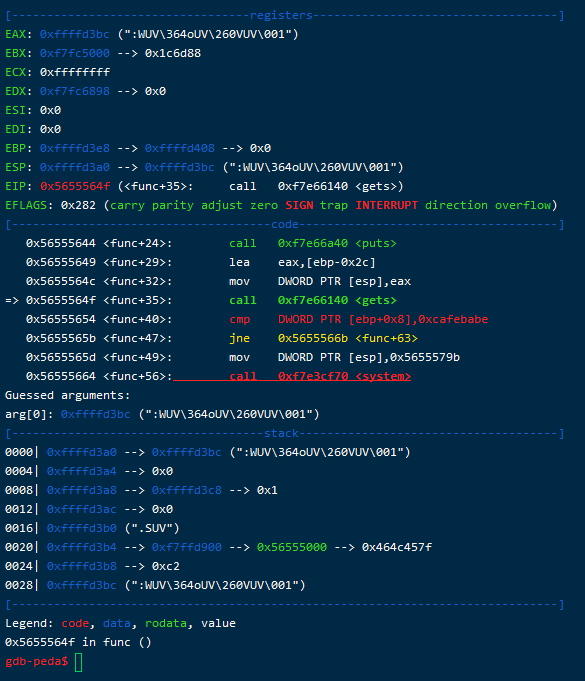 [----------------------------------registers-----------------------------------]
EAX: 0xffffd3bc (":WUV\364oUV\260VUV\001")
EBX: 0xf7fc5000 --> 0x1c6d88
ECX: 0xffffffff
EDX: 0xf7fc6898 --> 0x0
ESI: 0x0
EDI: 0x0
EBP: 0xffffd3e8 --> 0xffffd408 --> 0x0
ESP: 0xffffd3a0 --> 0xffffd3bc (":WUV\364oUV\260VUV\001")
EIP: 0x5655564f (<func+35>: call 0xf7e66140 <gets>)
EFLAGS: 0x282 (carry parity adjust zero SIGN trap INTERRUPT direction overflow)
[-------------------------------------code-------------------------------------]
0x56555644 <func+24>: call 0xf7e66a40 <puts>
0x56555649 <func+29>: lea eax,[ebp-0x2c]
0x5655564c <func+32>: mov DWORD PTR [esp],eax
=> 0x5655564f <func+35>: call 0xf7e66140 <gets>
0x56555654 <func+40>: cmp DWORD PTR [ebp+0x8],0xcafebabe
0x5655565b <func+47>: jne 0x5655566b <func+63>
0x5655565d <func+49>: mov DWORD PTR [esp],0x5655579b
0x56555664 <func+56>: call 0xf7e3cf70 <system>
Guessed arguments:
arg[0]: 0xffffd3bc (":WUV\364oUV\260VUV\001")
[------------------------------------stack-------------------------------------]
0000| 0xffffd3a0 --> 0xffffd3bc (":WUV\364oUV\260VUV\001")
0004| 0xffffd3a4 --> 0x0
0008| 0xffffd3a8 --> 0xffffd3c8 --> 0x1
0012| 0xffffd3ac --> 0x0
0016| 0xffffd3b0 (".SUV")
0020| 0xffffd3b4 --> 0xf7ffd900 --> 0x56555000 --> 0x464c457f
0024| 0xffffd3b8 --> 0xc2
0028| 0xffffd3bc (":WUV\364oUV\260VUV\001")
[------------------------------------------------------------------------------]
Legend: code, data, rodata, value
0x5655564f in func ()
gdb-peda$